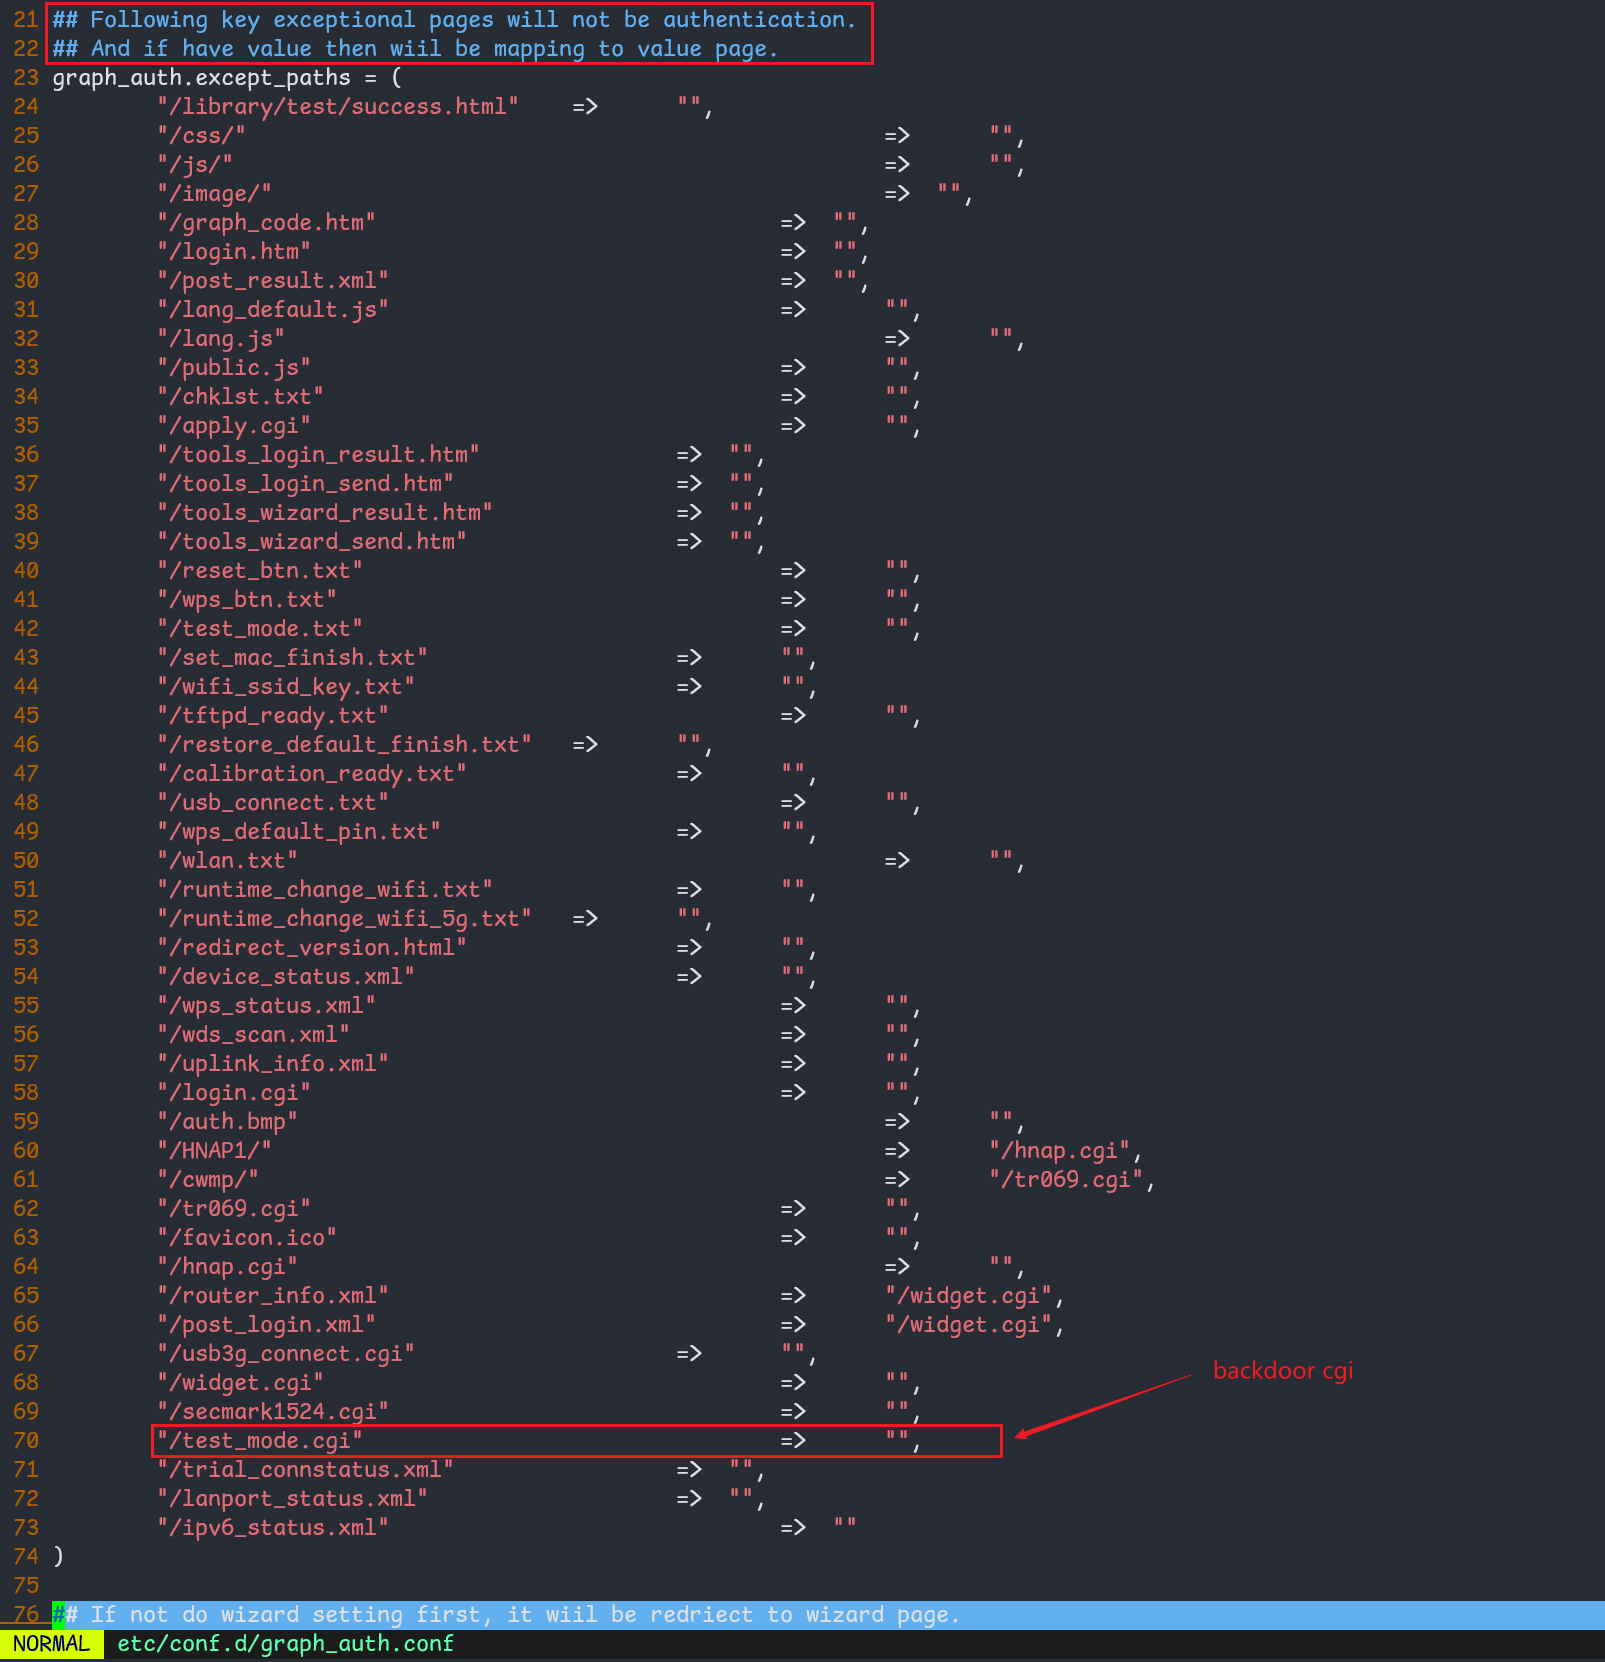 21 ## Following key exceptional pages will not be authentication.
22 ## And if have value then wiil be mapping to value page.
23 graph_auth.except_paths = (
24 "/library/test/success.html" => "",
25 "/css/" => "",
26 "/js/" => "",
27 "/image/" => "",
28 "/graph_code.htm" => "",
29 "/login.htm" => "",
30 "/post_result.xml" => "",
31 "/lang_default.js" => "",
32 "/lang.js" => "",
33 "/public.js" => "",
34 "/chklst.txt" => "",
35 "/apply.cgi" => "",
36 "/tools_login_result.htm" => "",
37 "/tools_login_send.htm" => "",
38 "/tools_wizard_result.htm" => "",
39 "/tools_wizard_send.htm" => "",
40 "/reset_btn.txt" => "",
41 "/wps_btn.txt" => "",
42 "/test_mode.txt" => "",
43 "/set_mac_finish.txt" => "",
44 "/wifi_ssid_key.txt" => "",
45 "/tftpd_ready.txt" => "",
46 "/restore_default_finish.txt" => "",
47 "/calibration_ready.txt" => "",
48 "/usb_connect.txt" => "",
49 "/wps_default_pin.txt" => "",
50 "/wlan.txt" => "",
51 "/runtime_change_wifi.txt" => "",
52 "/runtime_change_wifi_5g.txt" => "",
53 "/redirect_version.html" => "",
54 "/device_status.xml" => "",
55 "/wps_status.xml" => "",
56 "/wds_scan.xml" => "",
57 "/uplink_info.xml" => "",
58 "/login.cgi" => "",
59 "/auth.bmp" => "",
60 "/HNAP1/" => "/hnap.cgi",
61 "/cwmp/" => "/tr069.cgi",
62 "/tr069.cgi" => "",
63 "/favicon.ico" => "",
64 "/hnap.cgi" => "",
65 "/router_info.xml" => "/widget.cgi",
66 "/post_login.xml" => "/widget.cgi",
67 "/usb3g_connect.cgi" => "",
68 "/widget.cgi" => "",
backdoor cgi
69 "/secmark1524.cgi" => "",
70 "/test_mode.cgi" => "",
71 "/trial_connstatus.xml" => "",
72 "/lanport_status.xml" => "",
73 "/ipv6_status.xml" => ""
74 )
75
76 ## If not do wizard setting first, it wiil be redriect to wizard page.
NORMAL etc/conf.d/graph_auth.conf